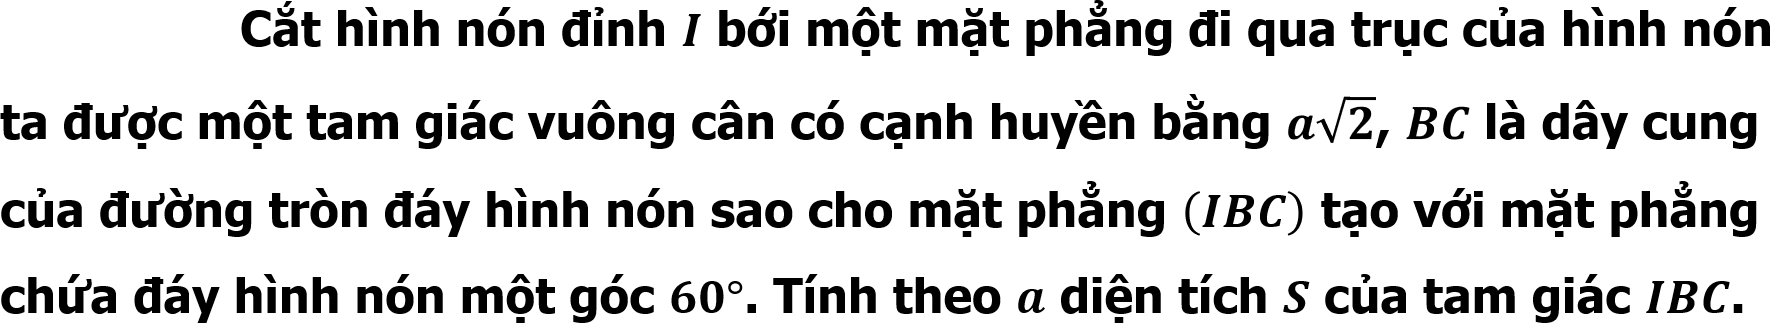 Cắt hình nón đỉnh I bới một mặt phẳng đi qua trục của hình nón
ta được một tam giác vuông cân có cạnh huyền bằng a√2, BC là dây cung
của đường tròn đáy hình nón sao cho mặt phẳng (IBC) tạo với mặt phẳng
chứa đáy hình nón một góc 60°. Tính theo a diện tích S của tam giác IBC.